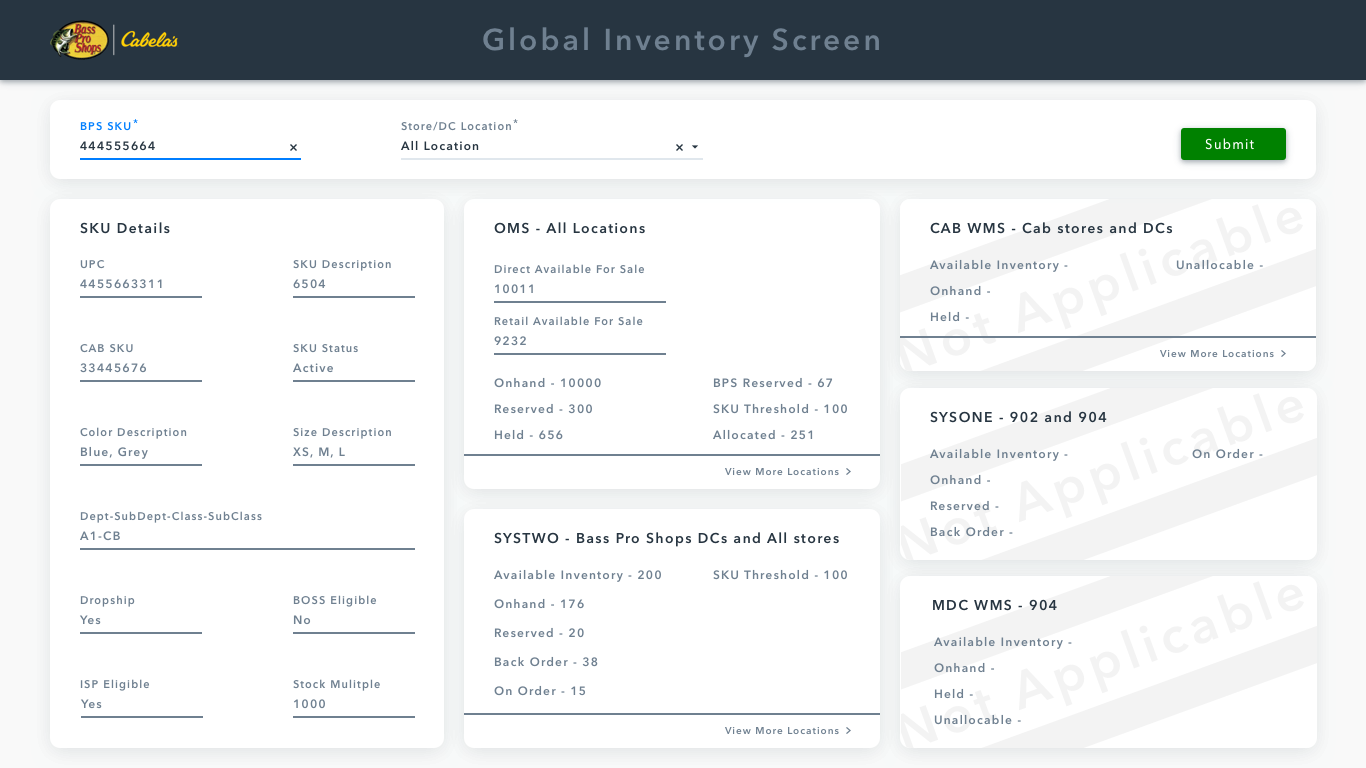 Bass Pro Shops Cabela's
Global Inventory Screen
BPS SKU*
444555664 ×
Store/DC Location*
All Location ×
Submit
SKU Details
UPC
4455663311
SKU Description
6504
CAB SKU
33445676
SKU Status
Active
Color Description
Blue, Grey
Size Description
XS, M, L
Dept-SubDept-Class-SubClass
A1-CB
Dropship
Yes
BOSS Eligible
No
ISP Eligible
Yes
Stock Mulitple
1000
OMS - All Locations
Direct Available For Sale
10011
Retail Available For Sale
9232
Onhand - 10000
BPS Reserved - 67
Reserved - 300
SKU Threshold - 100
Held - 656
Allocated - 251
View More Locations >
SYSTWO - Bass Pro Shops DCs and All stores
Available Inventory - 200
SKU Threshold - 100
Onhand - 176
Reserved - 20
Back Order - 38
On Order - 15
View More Locations >
CAB WMS - Cab stores and DCs
Available Inventory -
Unallocable -
Onhand -
Held -
Not Applicable
View More Locations >
SYSONE - 902 and 904
Available Inventory -
On Order -
Onhand -
Reserved -
Back Order -
Not Applicable
MDC WMS - 904
Available Inventory -
Onhand -
Held -
Unallocable -
Not Applicable